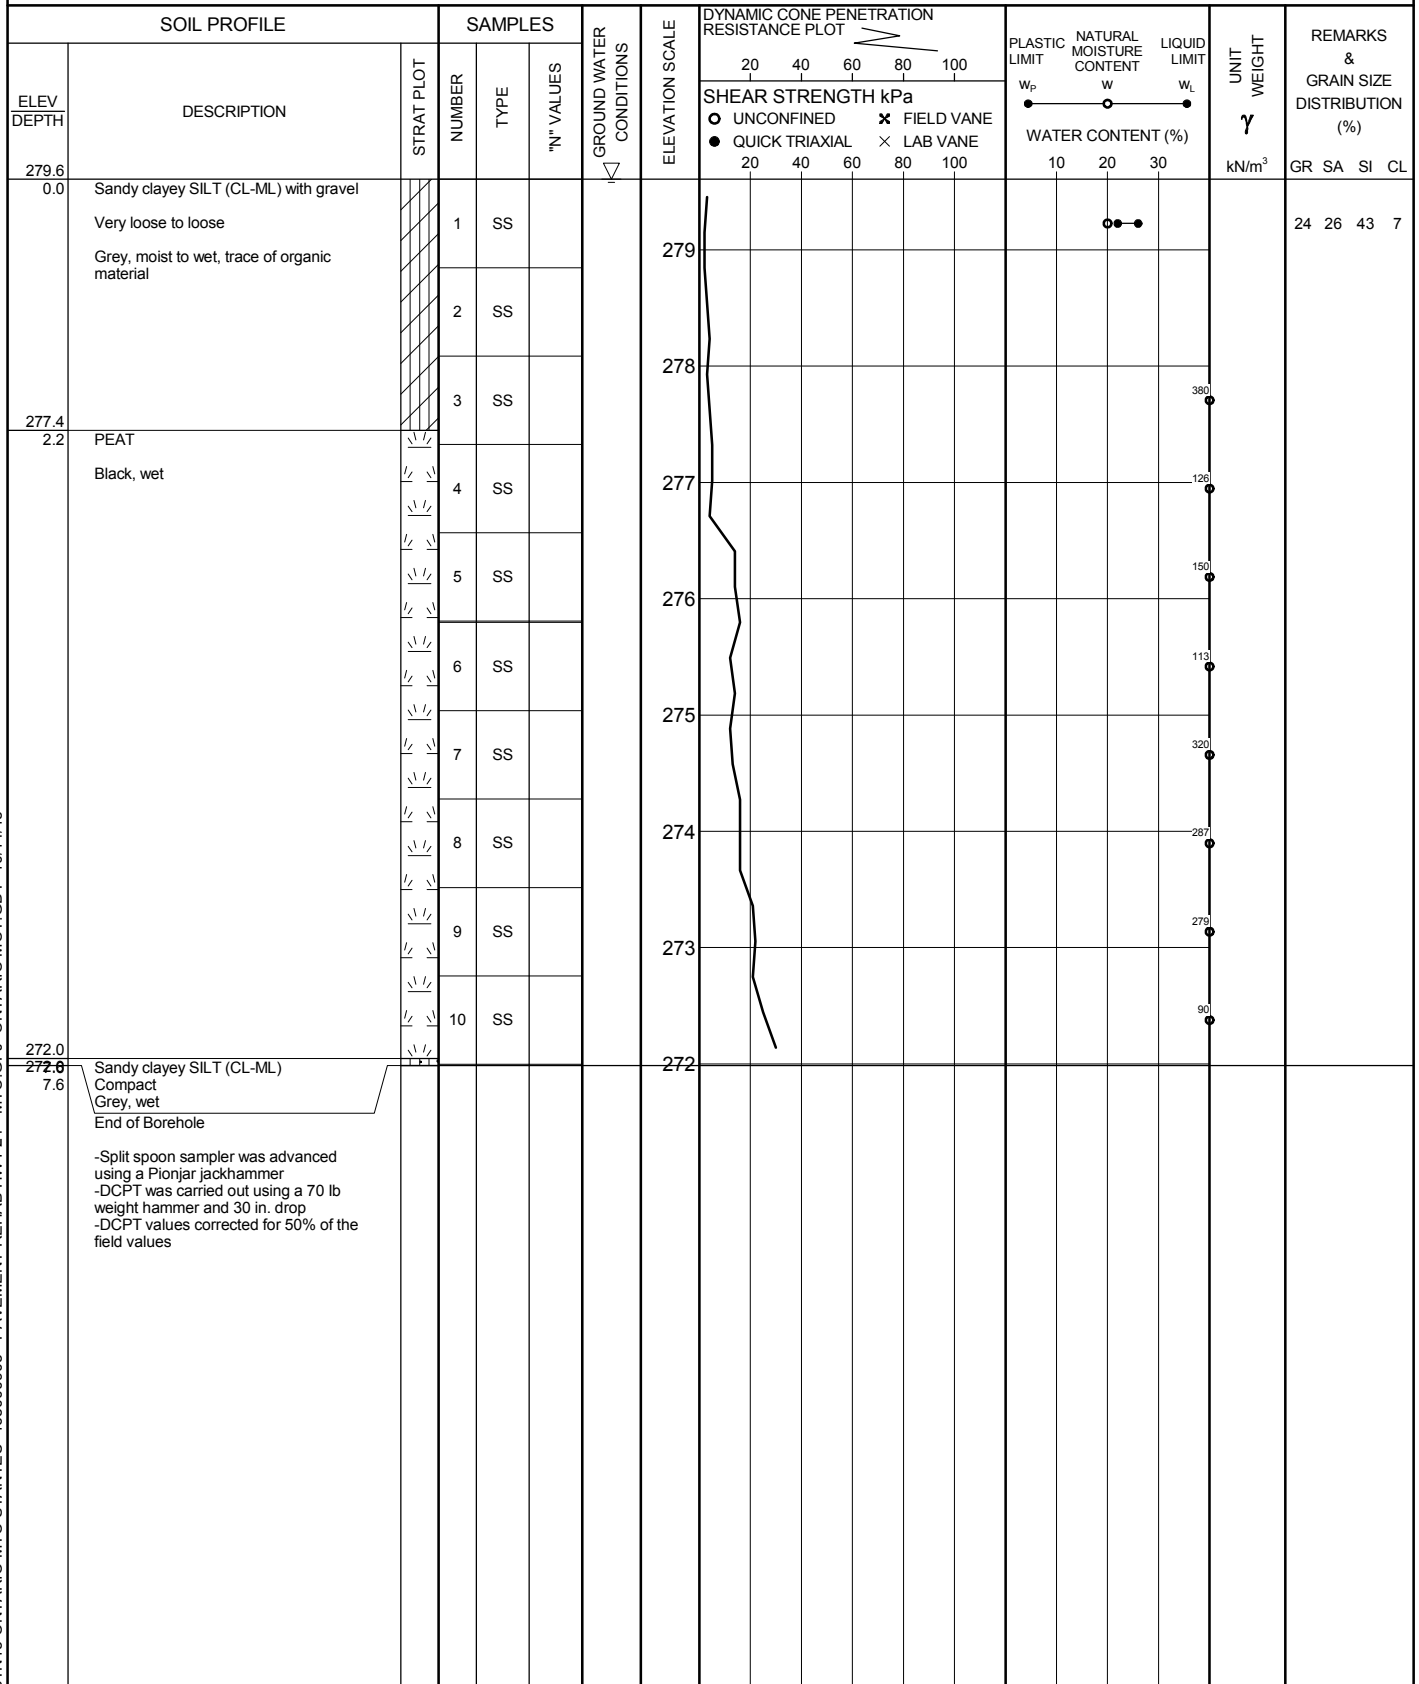 SOIL PROFILE
SAMPLES
GROUND WATER
CONDITIONS
ELEVATION SCALE
DYNAMIC CONE PENETRATION
RESISTANCE PLOT
20 40 60 80 100
SHEAR STRENGTH kPa
UNCONFINED
FIELD VANE
QUICK TRIAXIAL
LAB VANE
20 40 60 80 100
PLASTIC
LIMIT
NATURAL
MOISTURE
CONTENT
LIQUID
LIMIT
WP
W
WL
WATER CONTENT (%)
10 20 30
UNIT
WEIGHT
γ
kN/m³
REMARKS
&
GRAIN SIZE
DISTRIBUTION
(%)
GR SA SI CL
ELEV
DEPTH
DESCRIPTION
STRAT PLOT
NUMBER
TYPE
"N" VALUES
279.6
0.0
Sandy clayey SILT (CL-ML) with gravel
Very loose to loose
Grey, moist to wet, trace of organic
material
1 SS
24 26 43 7
279
2 SS
278
3 SS
380
277.4
2.2
PEAT
Black, wet
4 SS
277
126
5 SS
150
276
6 SS
113
275
7 SS
320
274
8 SS
287
9 SS
279
273
10 SS
90
272.0
272
7.6
Sandy clayey SILT (CL-ML)
Compact
Grey, wet
End of Borehole
-Split spoon sampler was advanced
using a Pionjar jackhammer
-DCPT was carried out using a 70 lb
weight hammer and 30 in. drop
-DCPT values corrected for 50% of the
field values